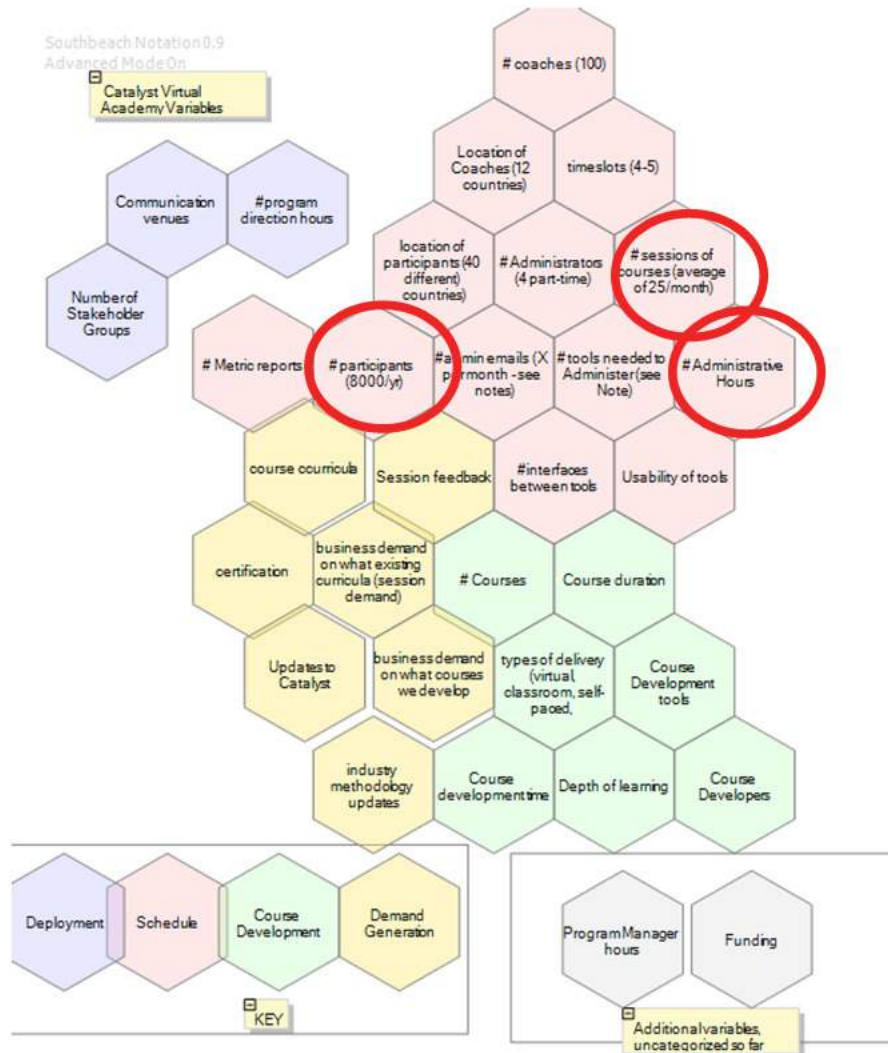 Southbeach Notation 0.9
Advanced Mode On
Catalyst Virtual
Academy Variables
# coaches (100)
Location of
Coaches (12
countries)
timeslots (4-5)
Communication
venues
#program
direction hours
location of
participants (40
different)
countries)
# Administrators
(4 part-time)
# sessions of
courses (average
of 25/month)
Number of
Stakeholder
Groups
# Metric reports
# participants
(8000/yr)
#admin emails (X
per month - see
notes)
# tools needed to
Administer (see
Note)
# Administrative
Hours
course ccurricula
Session feedback
#interfaces
between tools
Usability of tools
certification
business demand
on what existing
curricula (session
demand)
# Courses
Course duration
Updates to
Catalyst
business demand
on what courses
we develop
types of delivery
(virtual,
classroom, self-
paced,
Course
Development
tools
industry
methodology
updates
Course
development time
Depth of learning
Course
Developers
Deployment
Schedule
Course
Development
Demand
Generation
KEY
Program Manager
hours
Funding
Additional variables,
uncategorized so far